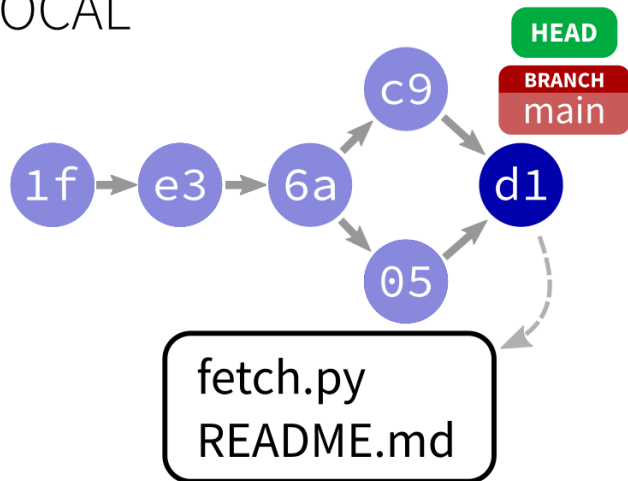 OCAL
HEAD
BRANCH
main
c9
1f
e3
6a
d1
05
fetch.py
README.md